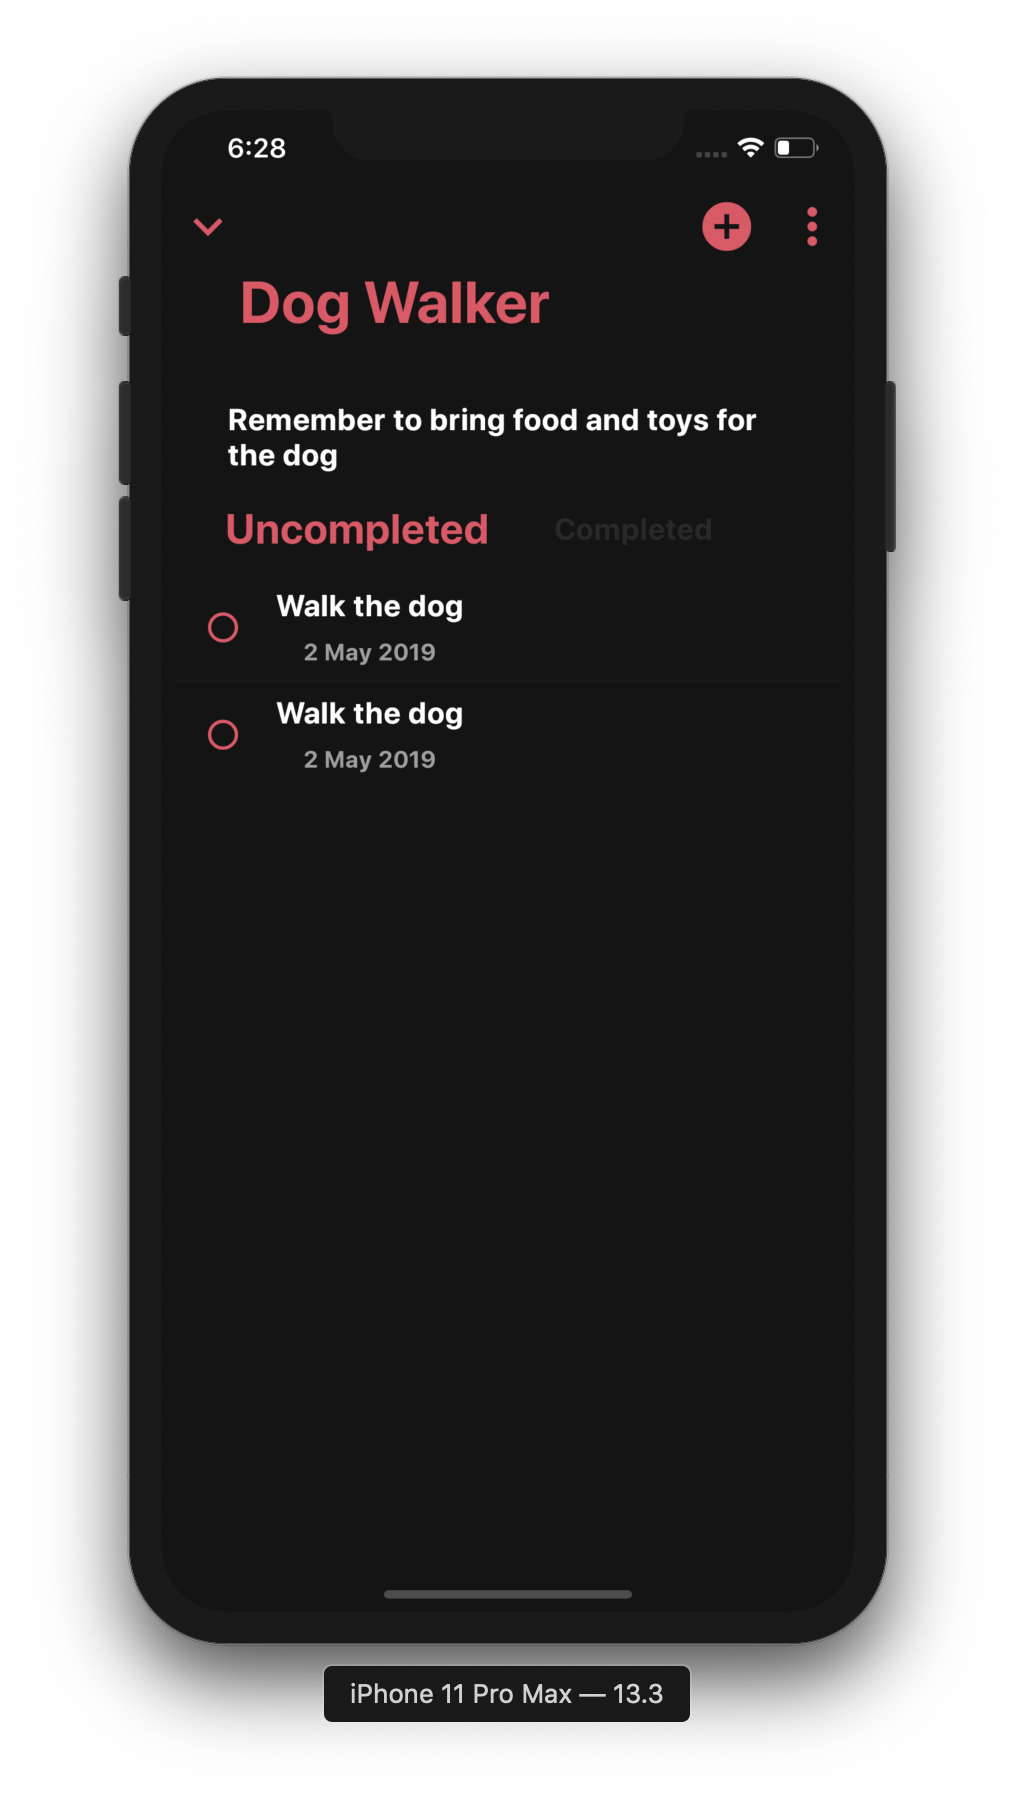 6:28
Dog Walker
Remember to bring food and toys for
the dog
Uncompleted Completed
Walk the dog
2 May 2019
Walk the dog
2 May 2019
iPhone 11 Pro Max — 13.3